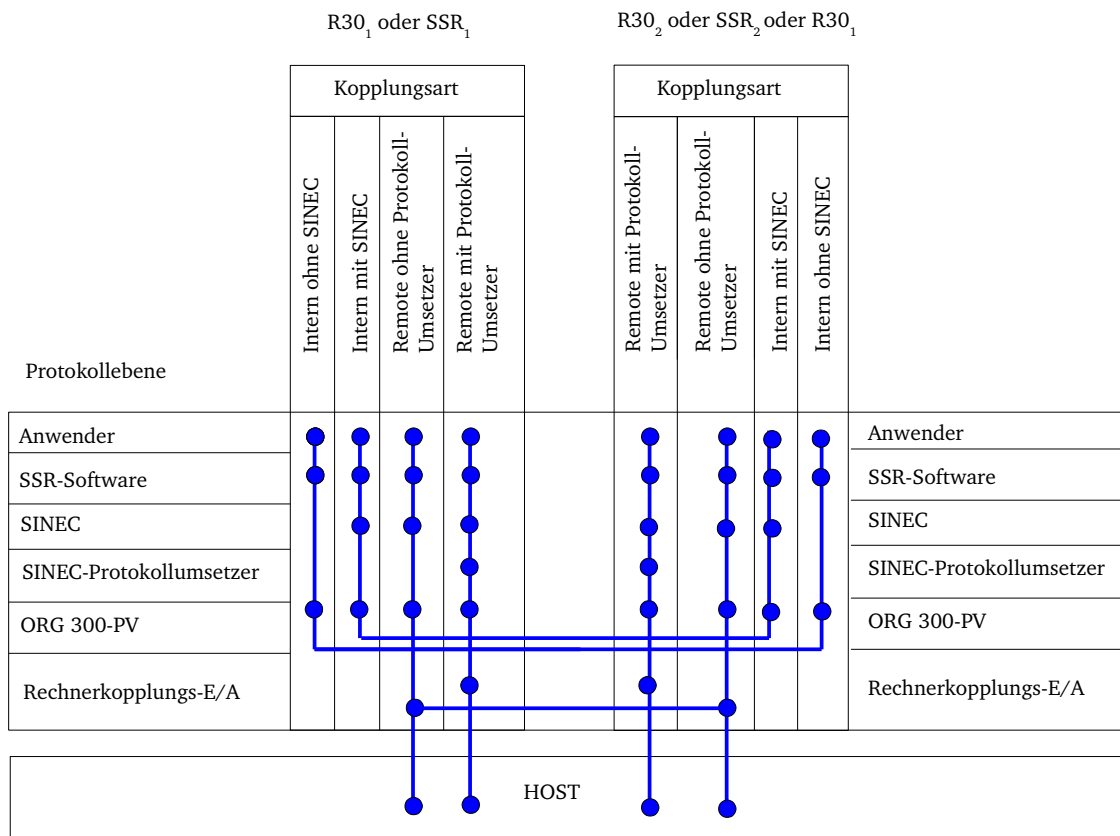 R30₁ oder SSR₁
R30₂ oder SSR₂ oder R30₁
Kopplungsart
Kopplungsart
Intern ohne SINEC
Intern mit SINEC
Remote ohne Protokoll-
Umsetzer
Remote mit Protokoll-
Umsetzer
Remote mit Protokoll-
Umsetzer
Remote ohne Protokoll-
Umsetzer
Intern mit SINEC
Intern ohne SINEC
Protokollebene
Anwender
SSR-Software
SINEC
SINEC-Protokollumsetzer
ORG 300-PV
Rechnerkopplungs-E/A
Anwender
SSR-Software
SINEC
SINEC-Protokollumsetzer
ORG 300-PV
Rechnerkopplungs-E/A
HOST